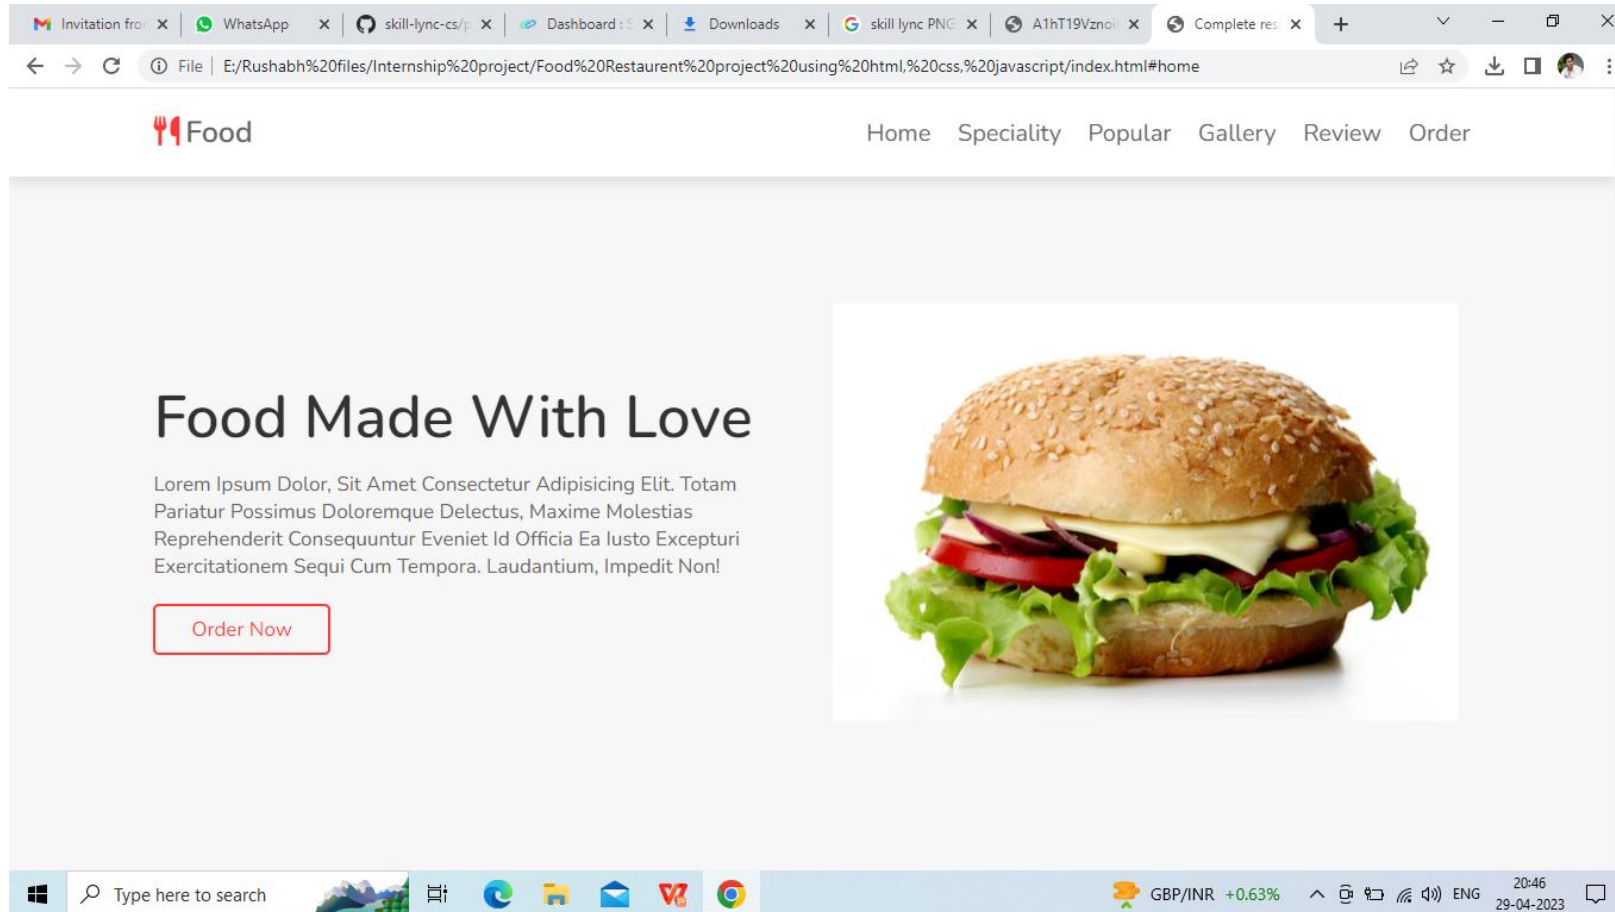 Invitation fro
WhatsApp
skill-lync-cs/p
Dashboard : S
Downloads
skill lync PNG
A1hT19Vznoi
Complete res
File
E:/Rushabh%20files/Internship%20project/Food%20Restaurent%20project%20using%20html,%20css,%20javascript/index.html#home
Food
Home Speciality Popular Gallery Review Order
Food Made With Love
Lorem Ipsum Dolor, Sit Amet Consectetur Adipisicing Elit. Totam
Pariatur Possimus Doloremque Delectus, Maxime Molestias
Reprehenderit Consequuntur Eveniet Id Officia Ea Iusto Excepturi
Exercitationem Sequi Cum Tempora. Laudantium, Impedit Non!
Order Now
Type here to search
GBP/INR +0.63%
ENG
20:46
29-04-2023